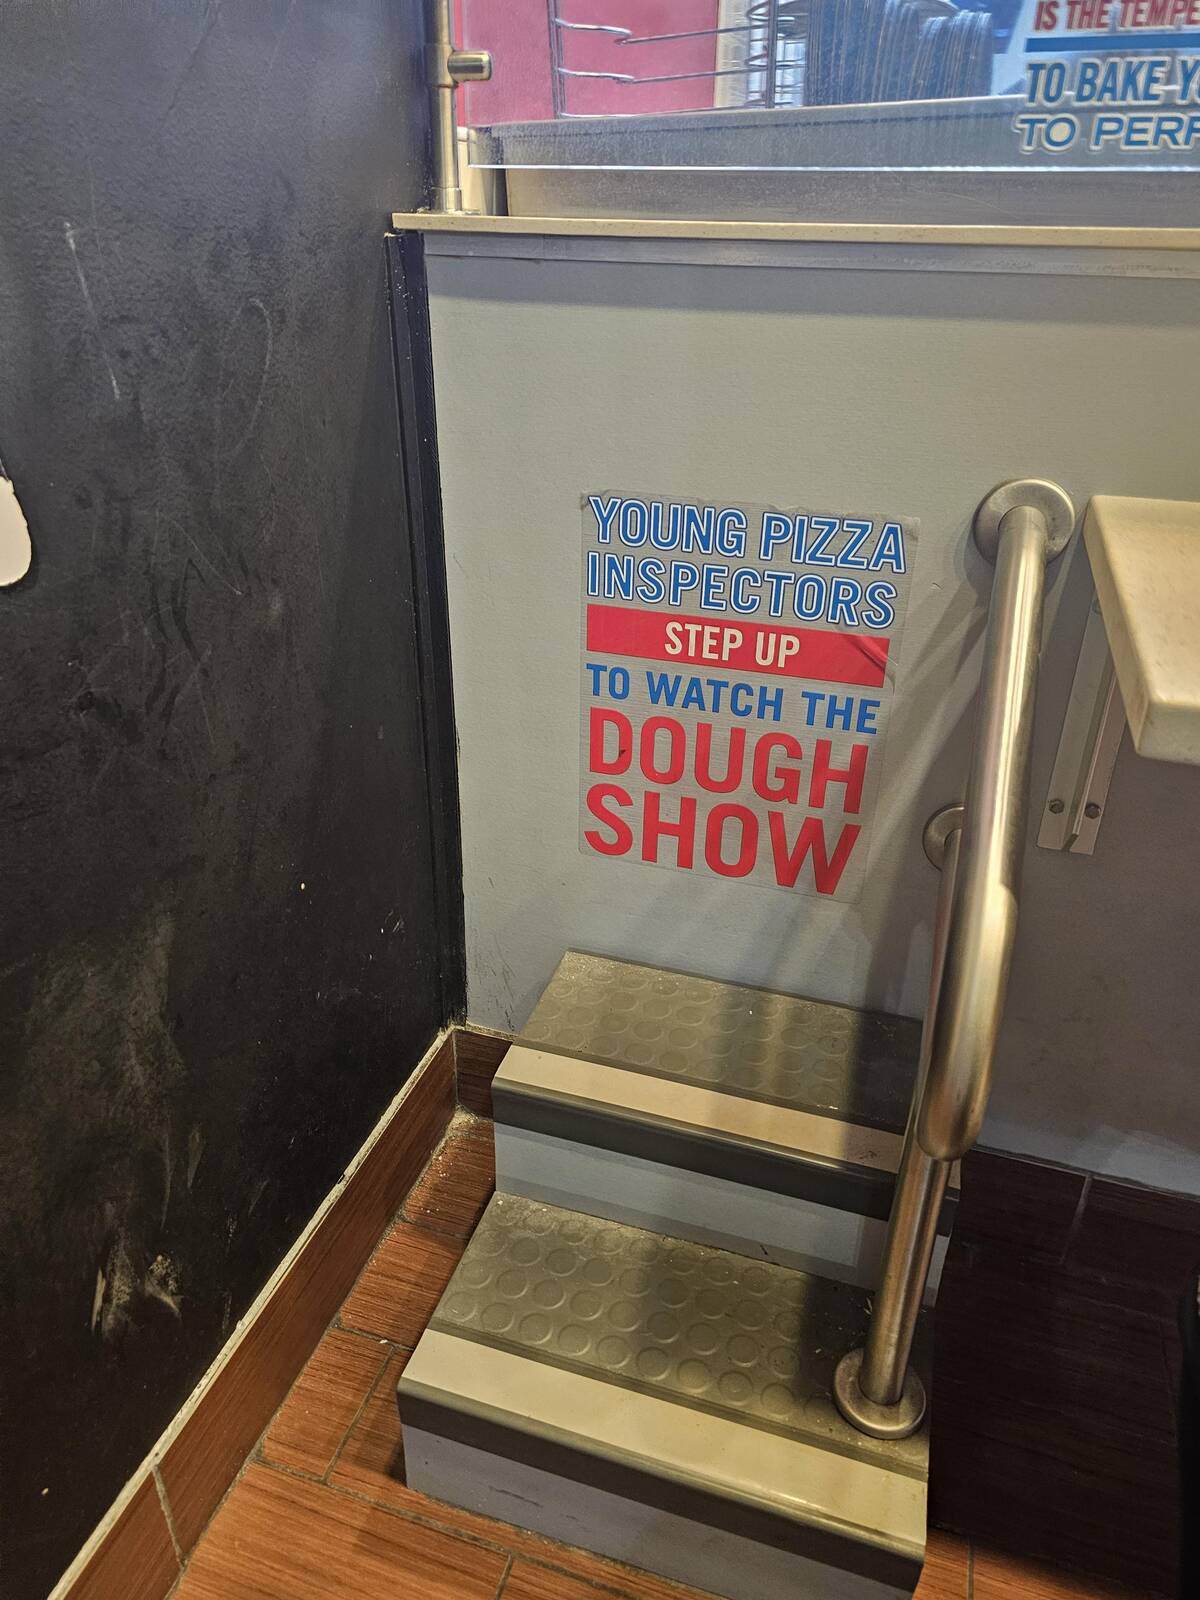 IS THE
TO BAKE
TO
YOUNG PIZZA
INSPECTORS
STEP UP
TO WATCH THE
DOUGH
SHOW